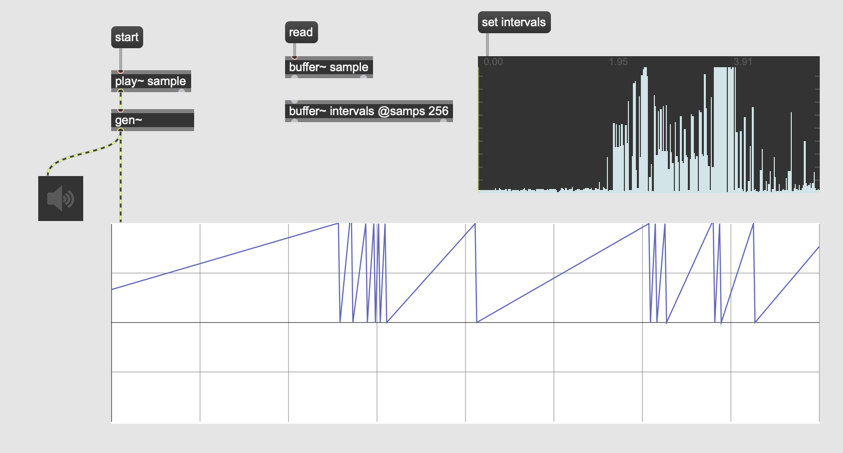 start
read
set intervals
play~ sample
buffer~ sample
0.00 1.95 3.91
gen~
buffer~ intervals @samps 256